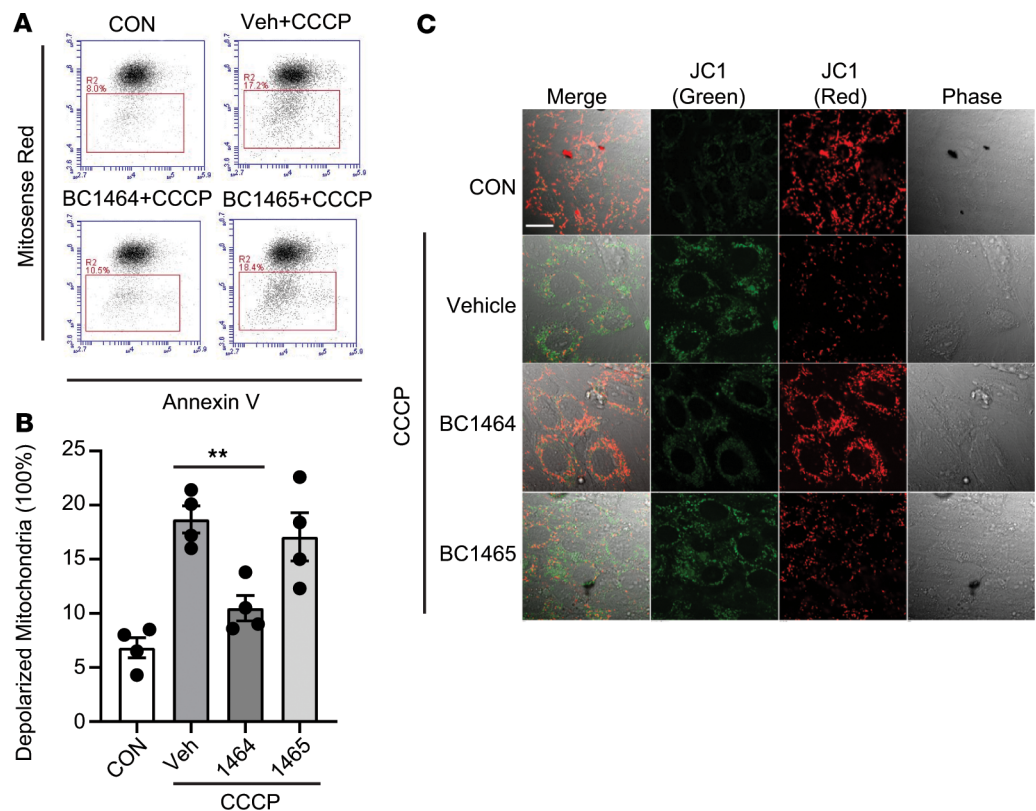 A
CON
Veh+CCCP
R2
8.0%
R2
17.2%
BC1464+CCCP
BC1465+CCCP
R2
10.5%
R2
18.4%
Mitosense Red
Annexin V
B
25
20
15
10
5
0
**
Depolarized Mitochondria (100%)
CON
Veh
1464
1465
CCCP
C
Merge
JC1
(Green)
JC1
(Red)
Phase
CON
Vehicle
BC1464
BC1465
CCCP